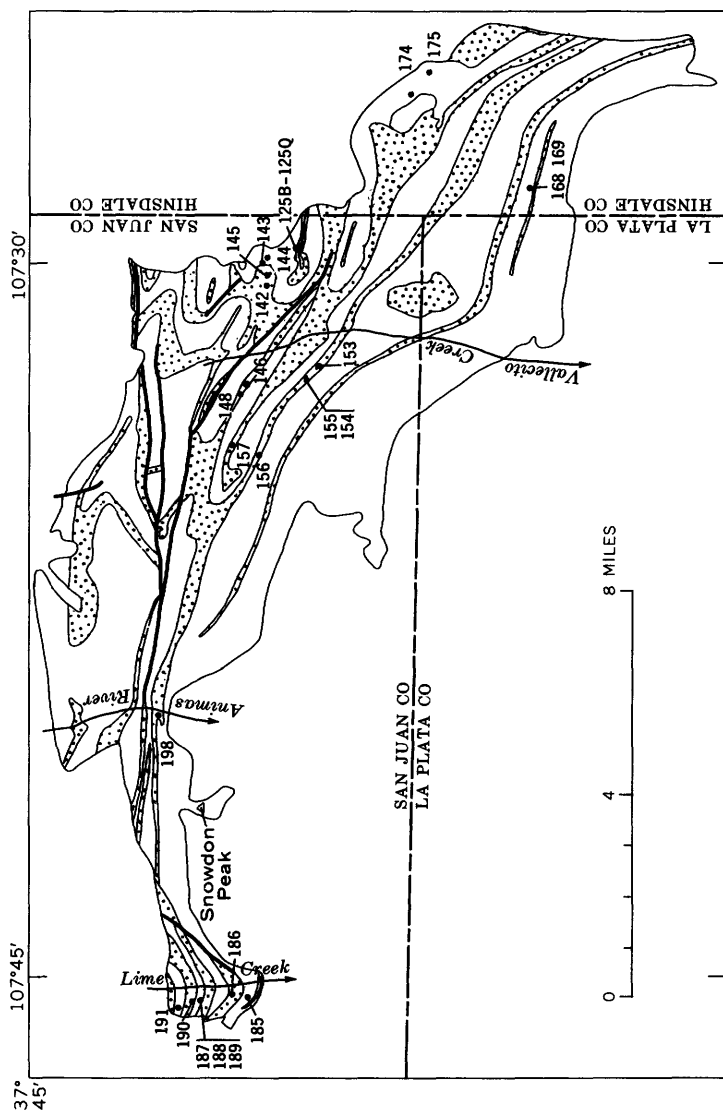 37°
45′
107°45′
107°30′
SAN JUAN CO
HINSDALE CO
Lime
Creek
191
190
187
188
189
186
185
Snowdon
Peak
River
Animas
198
145
143
142
144
125B-125Q
146
148
157
156
155
154
153
Creek
Vallecito
174
175
168 169
SAN JUAN CO
LA PLATA CO
HINSDALE CO
LA PLATA CO
0
4
8 MILES